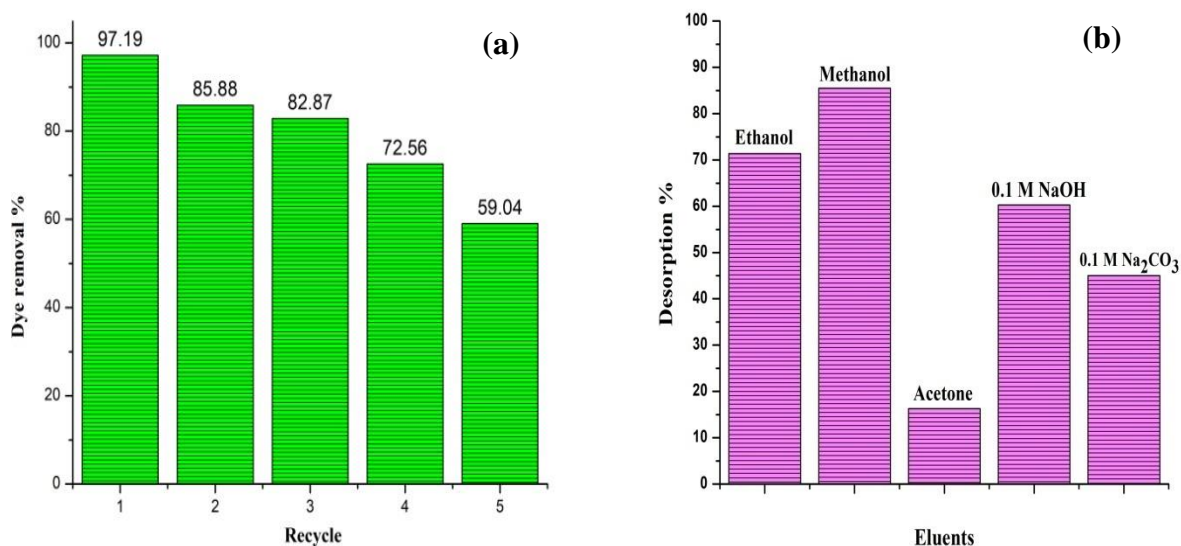 (a)
97.19
85.88
82.87
72.56
59.04
100
80
60
40
20
0
Dye removal %
1 2 3 4 5
Recycle
(b)
100
90
80
70
60
50
40
30
20
10
0
Desorption %
Ethanol
Methanol
Acetone
0.1 M NaOH
0.1 M Na₂CO₃
Eluents